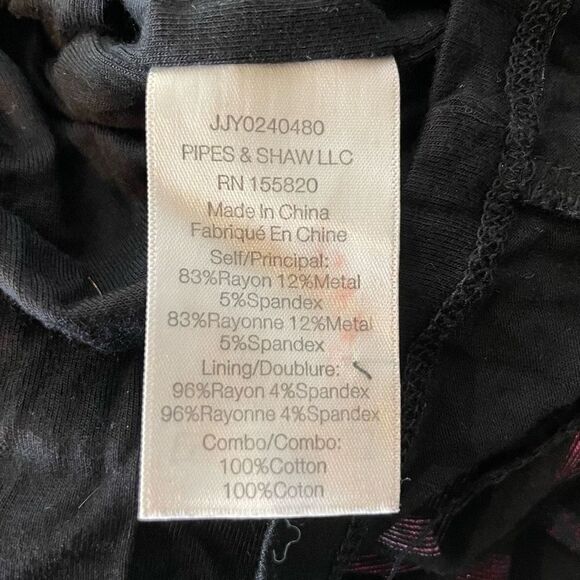 JJY0240480
PIPES & SHAW LLC
RN 155820
Made In China
Fabriqué En Chine
Self/Principal:
83%Rayon 12%Metal
5%Spandex
83%Rayonne 12%Metal
5%Spandex
Lining/Doublure:
96%Rayon 4%Spandex
96%Rayonne 4%Spandex
Combo/Combo:
100%Cotton
100%Coton